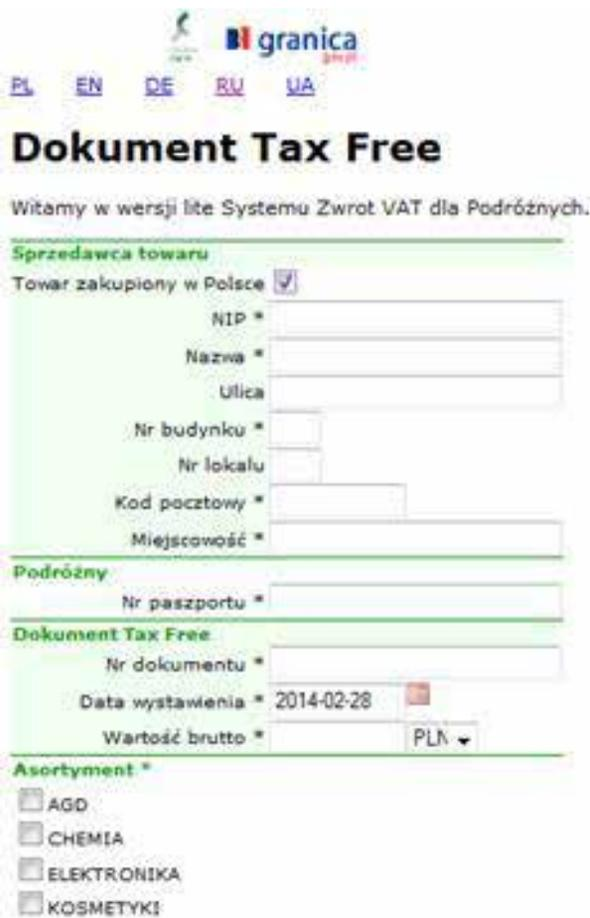 granica
PL EN DE RU UA
Dokument Tax Free
Witamy w wersji lite Systemu Zwrot VAT dla Podróżnych.
Sprzedawca towaru
Towar zakupiony w Polsce
NIP *
Nazwa *
Ulica
Nr budynku *
Nr lokalu
Kod pocztowy *
Miejscowość *
Podróżny
Nr paszportu *
Dokument Tax Free
Nr dokumentu *
Data wystawienia * 2014-02-28
Wartość brutto * PLN
Asortyment *
AGD
CHEMIA
ELEKTRONIKA
KOSMETYKI